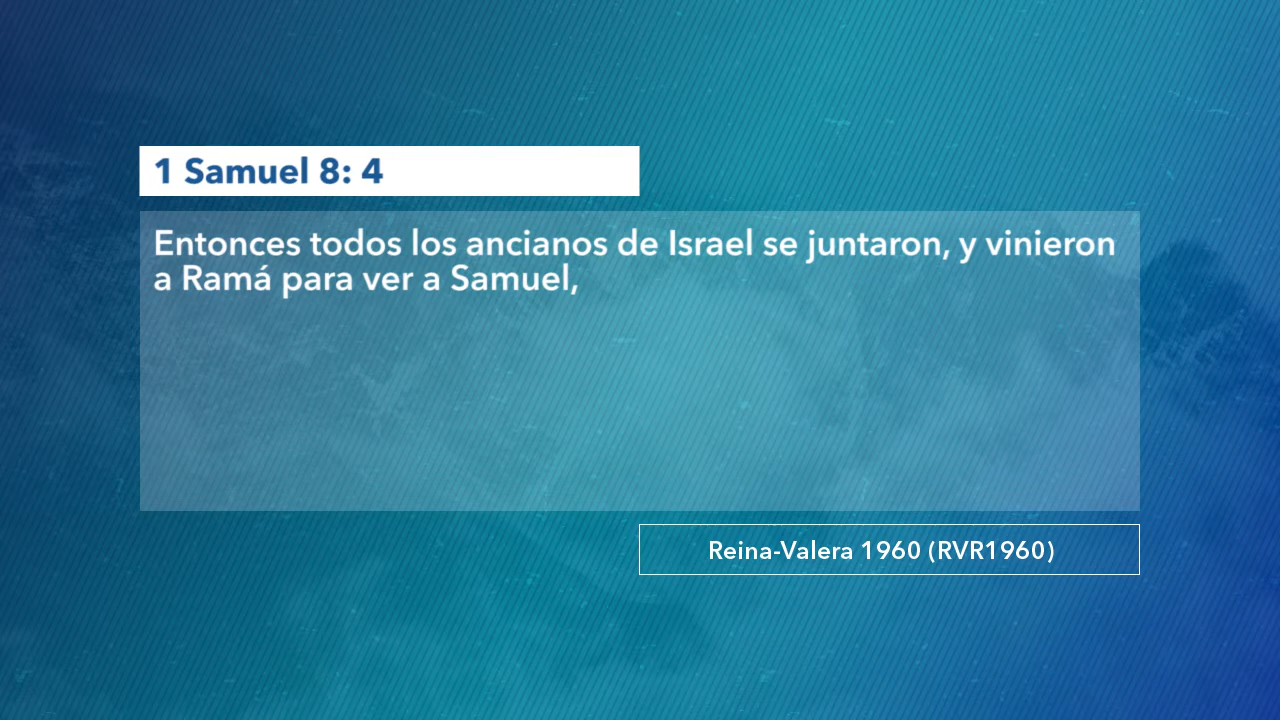 1 Samuel 8: 4
Entonces todos los ancianos de Israel se juntaron, y vinieron
a Ramá para ver a Samuel,
Reina-Valera 1960 (RVR1960)